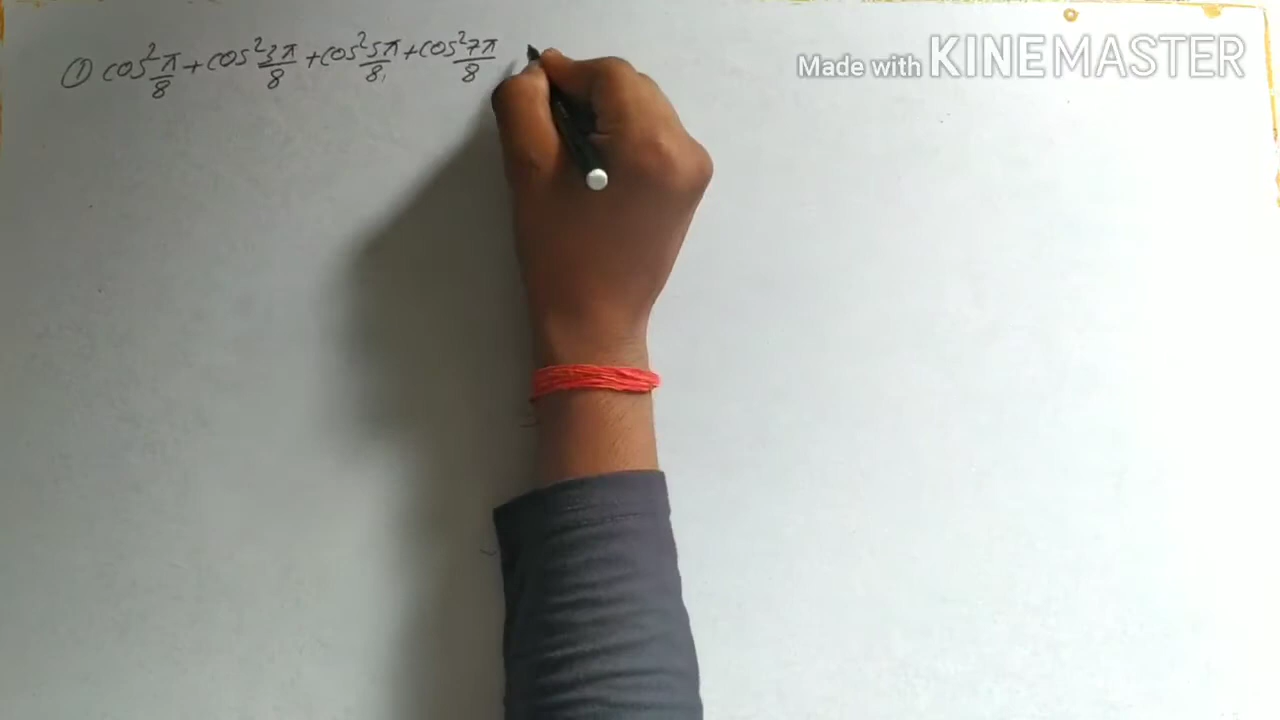 ① cos²π/8 + cos²3π/8 + cos²5π/8 + cos²7π/8
Made with KINEMASTER